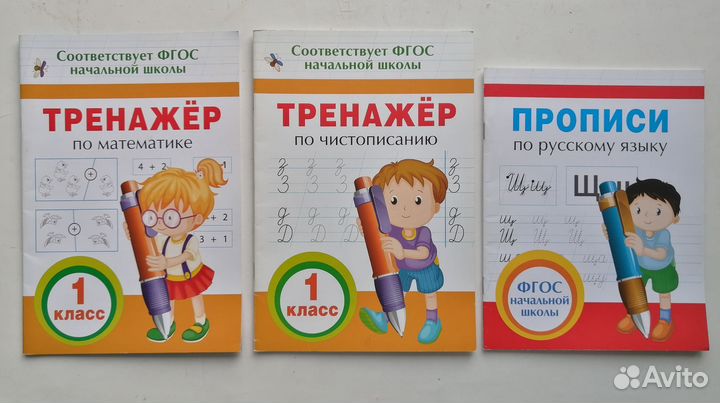 Соответствует ФГОС
начальной школы
ТРЕНАЖЁР
по математике
4 + 2
1
+
+
+ 2
3 + 1
1
класс
Соответствует ФГОС
начальной школы
ТРЕНАЖЁР
по чистописанию
з з з з з
З З З З З
д д д д д
Д Д Д Д Д
1
класс
ПРОПИСИ
по русскому языку
Щ щ
Щ щ
щ щ щ
Щ Щ Щ
ща
ФГОС
начальной
школы
Avito